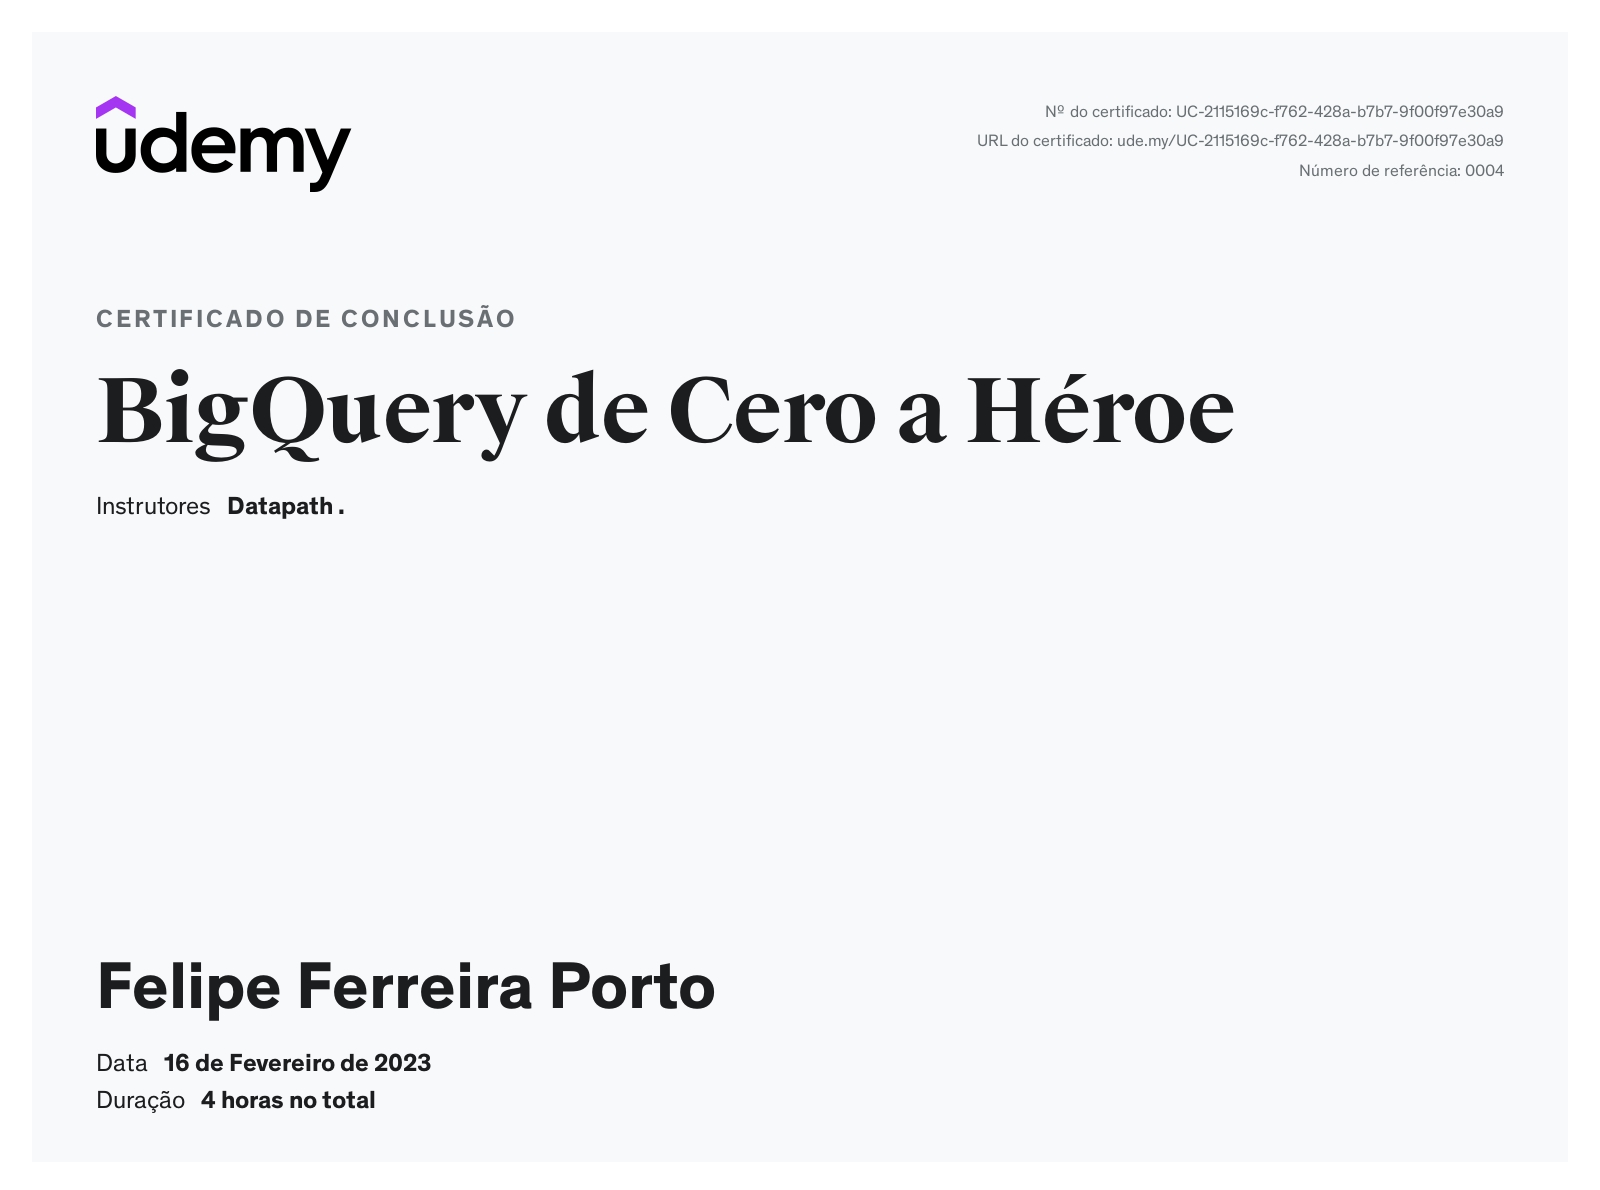 udemy
Nº do certificado: UC-2115169c-f762-428a-b7b7-9f00f97e30a9
URL do certificado: ude.my/UC-2115169c-f762-428a-b7b7-9f00f97e30a9
Número de referência: 0004
CERTIFICADO DE CONCLUSÃO
BigQuery de Cero a Héroe
Instrutores Datapath .
Felipe Ferreira Porto
Data 16 de Fevereiro de 2023
Duração 4 horas no total